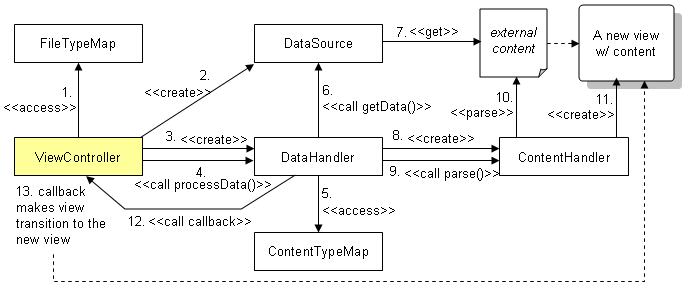 FileTypeMap
DataSource
7. <<get>>
external
content
A new view
w/ content
1.
<<access>>
2.
<<create>>
6.
<<call getData()>>
10.
<<parse>>
11.
<<create>>
ViewController
3. <<create>>
4.
<<call processData()>>
DataHandler
8. <<create>>
9. <<call parse()>>
ContentHandler
13. callback
makes view
transition to the
new view
12. <<call callback>>
5.
<<access>>
ContentTypeMap